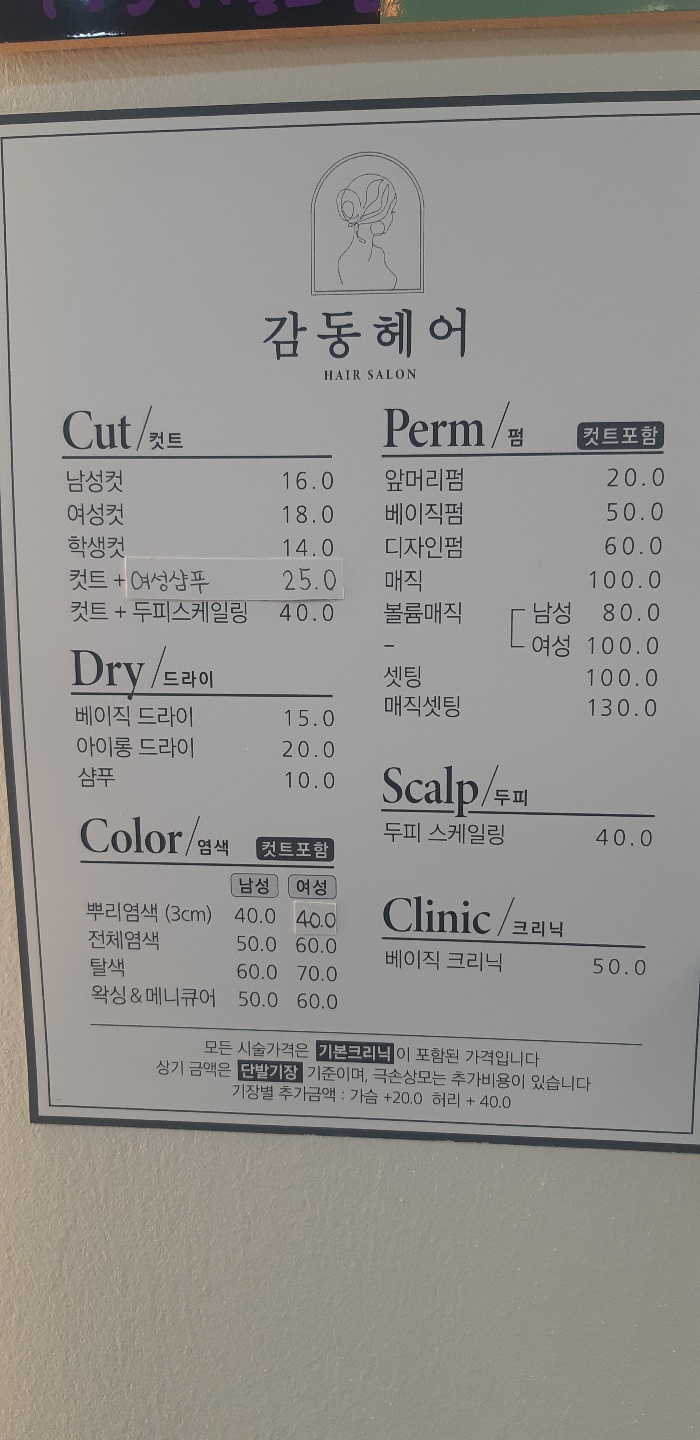 감동헤어
HAIR SALON
Cut/컷트
남성컷 16.0
여성컷 18.0
학생컷 14.0
컷트 + 여성샴푸 25.0
컷트 + 두피스케일링 40.0
Dry/드라이
베이직 드라이 15.0
아이롱 드라이 20.0
샴푸 10.0
Color/염색 컷트포함
남성 여성
뿌리염색 (3cm) 40.0 40.0
전체염색 50.0 60.0
탈색 60.0 70.0
왁싱&메니큐어 50.0 60.0
Perm/펌 컷트포함
앞머리펌 20.0
베이직펌 50.0
디자인펌 60.0
매직 100.0
볼륨매직 남성 80.0
– 여성 100.0
셋팅 100.0
매직셋팅 130.0
Scalp/두피
두피 스케일링 40.0
Clinic/크리닉
베이직 크리닉 50.0
모든 시술가격은 기본크리닉이 포함된 가격입니다
상기 금액은 단발기장 기준이며, 극손상모는 추가비용이 있습니다
기장별 추가금액 : 가슴 +20.0 허리 + 40.0